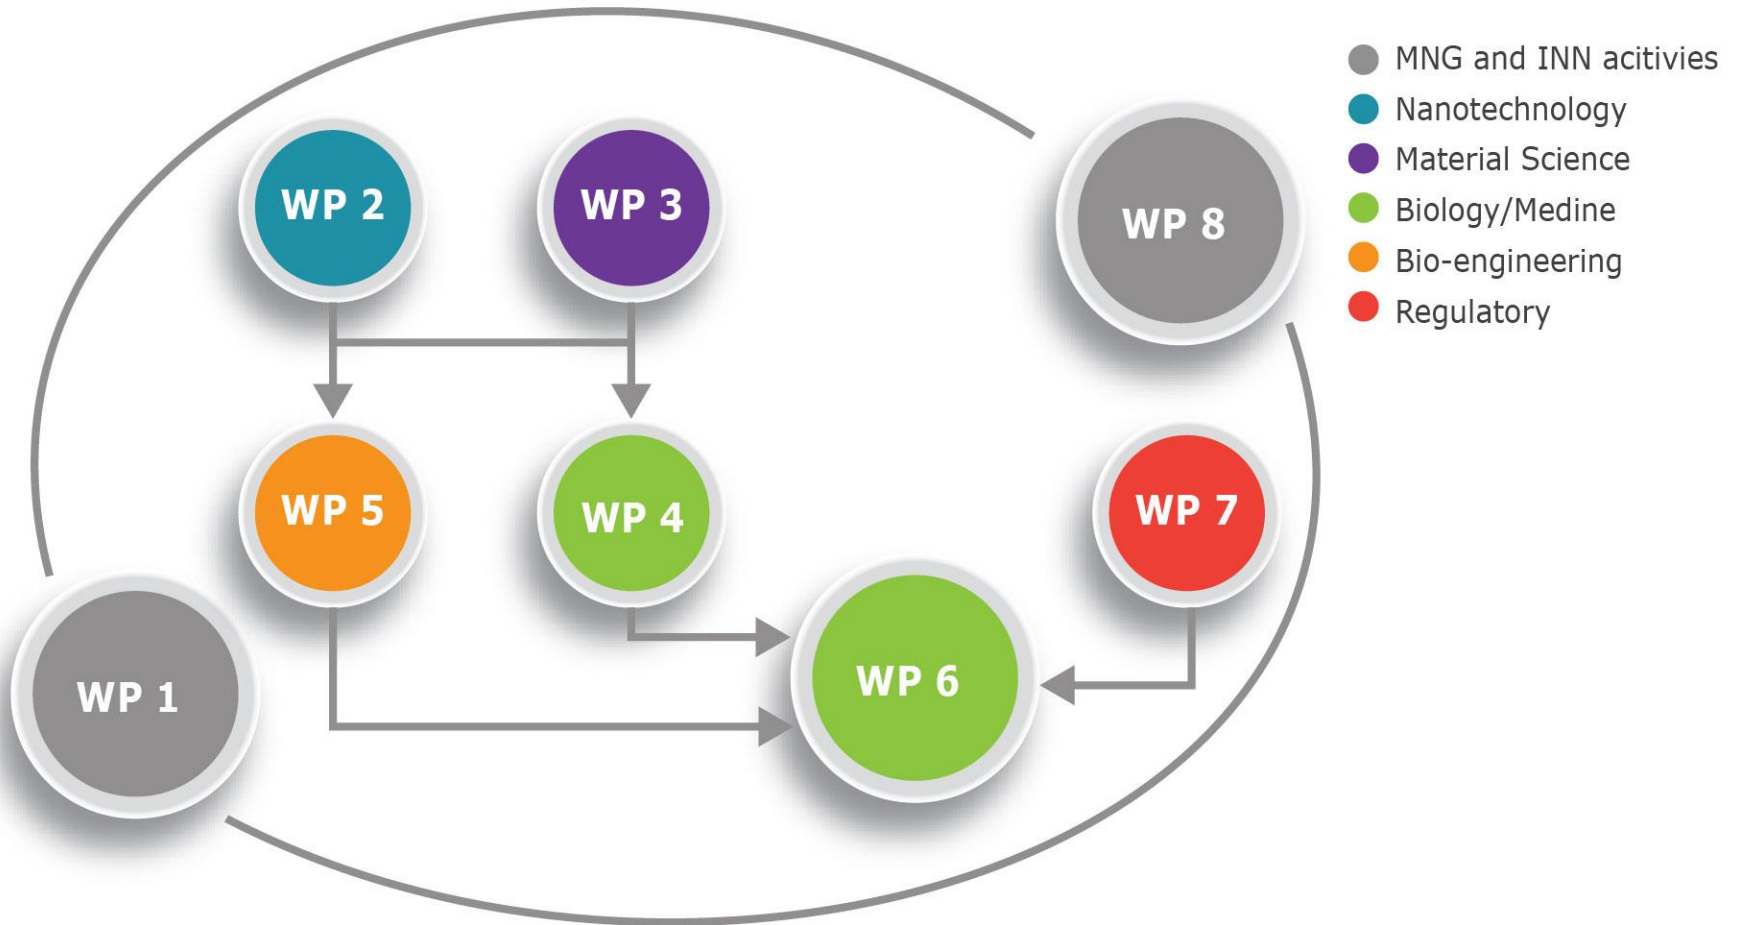 MNG and INN acitivies
Nanotechnology
Material Science
Biology/Medine
Bio-engineering
Regulatory
WP 2
WP 3
WP 8
WP 5
WP 4
WP 7
WP 1
WP 6